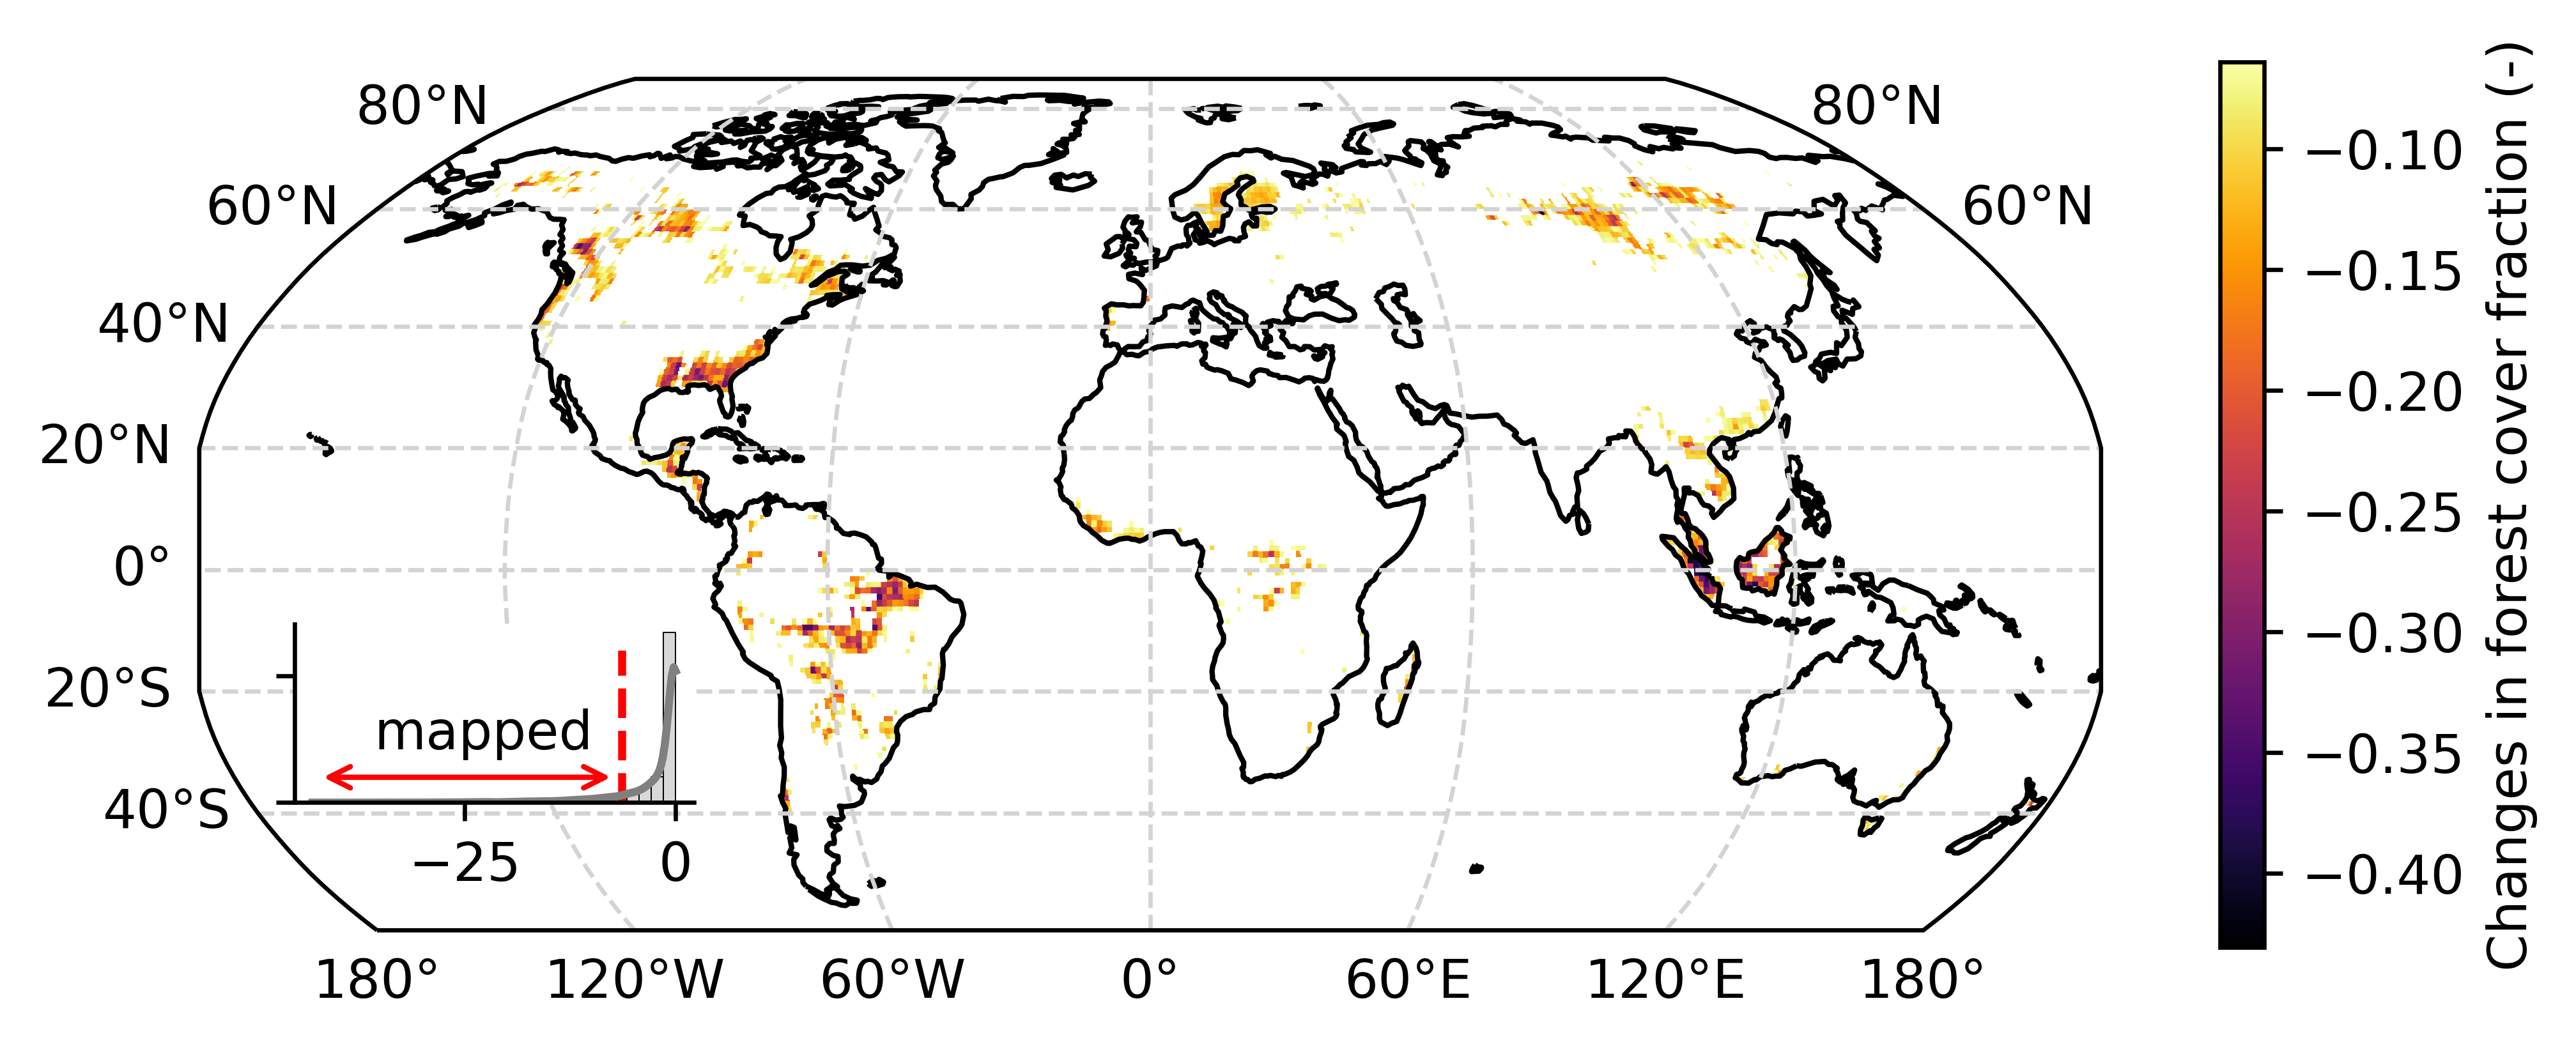 80°N
80°N
60°N
60°N
40°N
20°N
0°
20°S
40°S
mapped
−25
0
180°
120°W
60°W
0°
60°E
120°E
180°
−0.10
−0.15
−0.20
−0.25
−0.30
−0.35
−0.40
Changes in forest cover fraction (-)